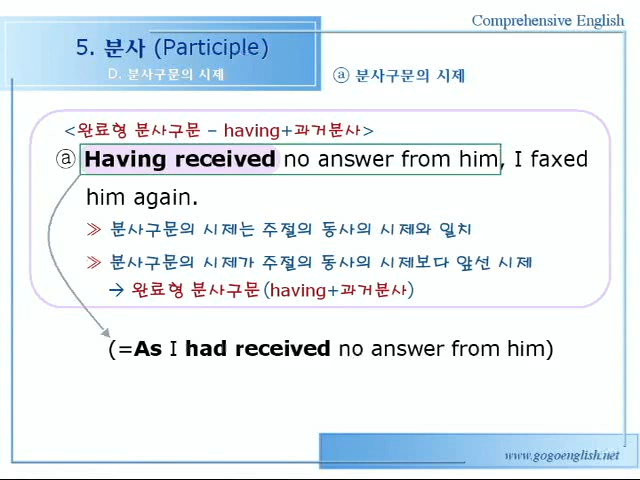 Comprehensive English
5. 분사 (Participle)
D. 분사구문의 시제
ⓐ 분사구문의 시제
<완료형 분사구문 – having+과거분사>
ⓐ Having received no answer from him, I faxed
him again.
≫ 분사구문의 시제는 주절의 동사의 시제와 일치
≫ 분사구문의 시제가 주절의 동사의 시제보다 앞선 시제
→ 완료형 분사구문(having+과거분사)
(=As I had received no answer from him)
www.gogoenglish.net